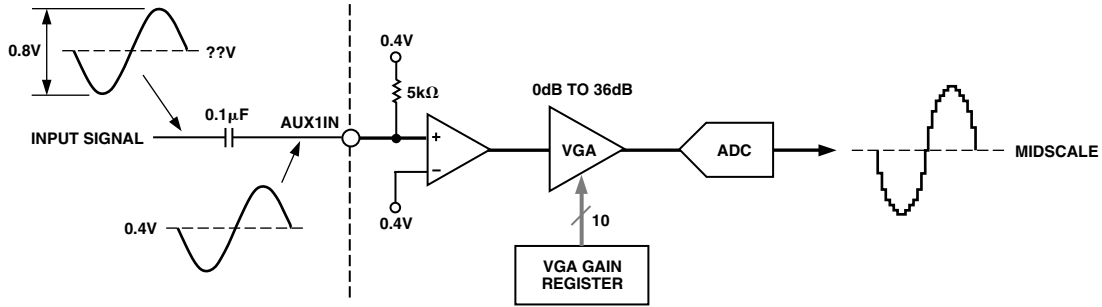 0.8V
??V
0.1μF
INPUT SIGNAL
AUX1IN
0.4V
0.4V
5kΩ
+
–
0.4V
0dB TO 36dB
VGA
10
VGA GAIN
REGISTER
ADC
MIDSCALE